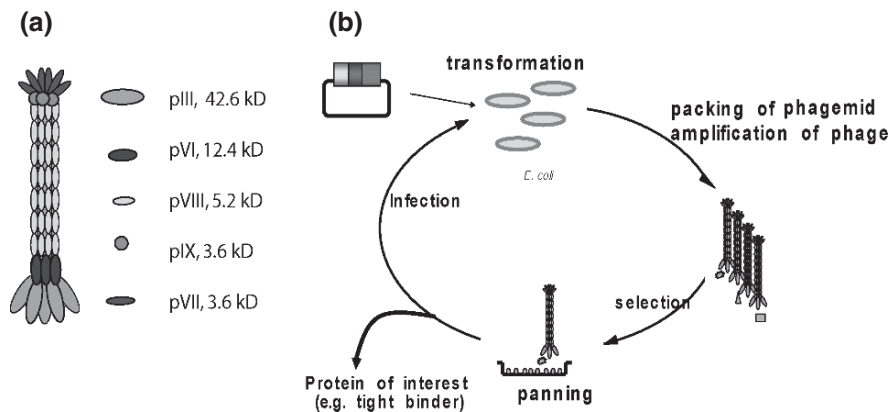 (a)
pIII, 42.6 kD
pVI, 12.4 kD
pVIII, 5.2 kD
pIX, 3.6 kD
pVII, 3.6 kD
(b)
transformation
E. coli
packing of phagemid
amplification of phage
Infection
selection
panning
Protein of interest
(e.g. tight binder)